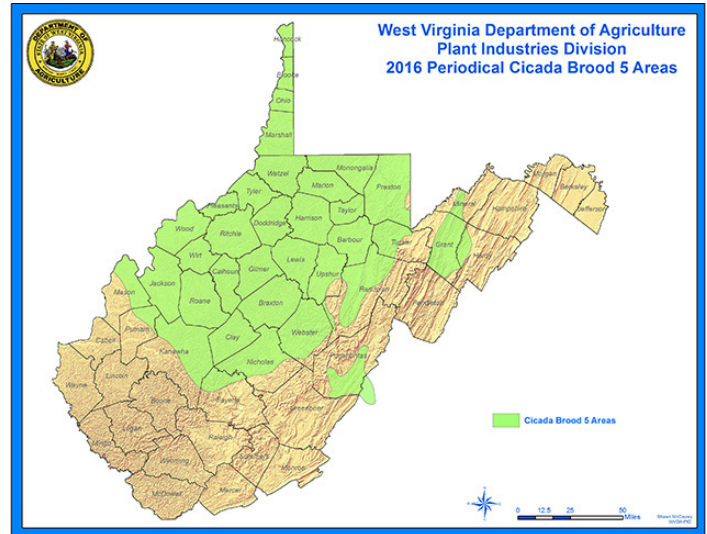 West Virginia Department of Agriculture
Plant Industries Division
2016 Periodical Cicada Brood 5 Areas
DEPARTMENT OF
AGRICULTURE
Hancock
Brooke
Ohio
Marshall
Wetzel
Monongalia
Marion
Preston
Tyler
Pleasants
Doddridge
Harrison
Taylor
Wood
Ritchie
Barbour
Tucker
Mineral
Grant
Hampshire
Hardy
Morgan
Berkeley
Jefferson
Wirt
Calhoun
Gilmer
Lewis
Upshur
Randolph
Pendleton
Jackson
Roane
Braxton
Webster
Mason
Putnam
Clay
Nicholas
Pocahontas
Cabell
Kanawha
Wayne
Lincoln
Boone
Fayette
Greenbrier
Logan
Raleigh
Mingo
Wyoming
Summers
Monroe
McDowell
Mercer
Cicada Brood 5 Areas
0 12.5 25 50
Miles
WVDA-PID